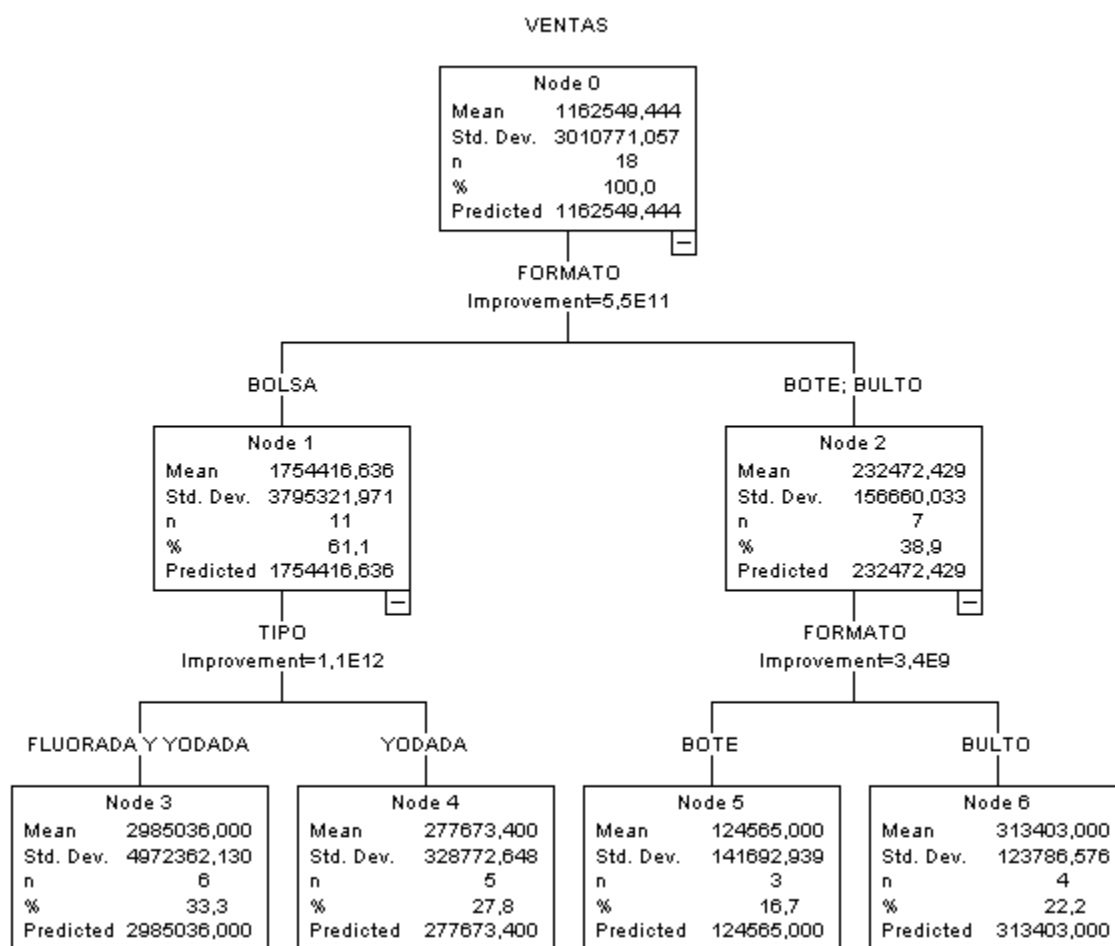 VENTAS
Node 0
Mean 1162549,444
Std. Dev. 3010771,057
n 18
% 100,0
Predicted 1162549,444
FORMATO
Improvement=5,5E11
BOLSA
BOTE; BULTO
Node 1
Mean 1754416,636
Std. Dev. 3795321,971
n 11
% 61,1
Predicted 1754416,636
Node 2
Mean 232472,429
Std. Dev. 156660,033
n 7
% 38,9
Predicted 232472,429
TIPO
Improvement=1,1E12
FORMATO
Improvement=3,4E9
FLUORADA Y YODADA
YODADA
BOTE
BULTO
Node 3
Mean 2985036,000
Std. Dev. 4972362,130
n 6
% 33,3
Predicted 2985036,000
Node 4
Mean 277673,400
Std. Dev. 328772,648
n 5
% 27,8
Predicted 277673,400
Node 5
Mean 124565,000
Std. Dev. 141692,939
n 3
% 16,7
Predicted 124565,000
Node 6
Mean 313403,000
Std. Dev. 123786,576
n 4
% 22,2
Predicted 313403,000